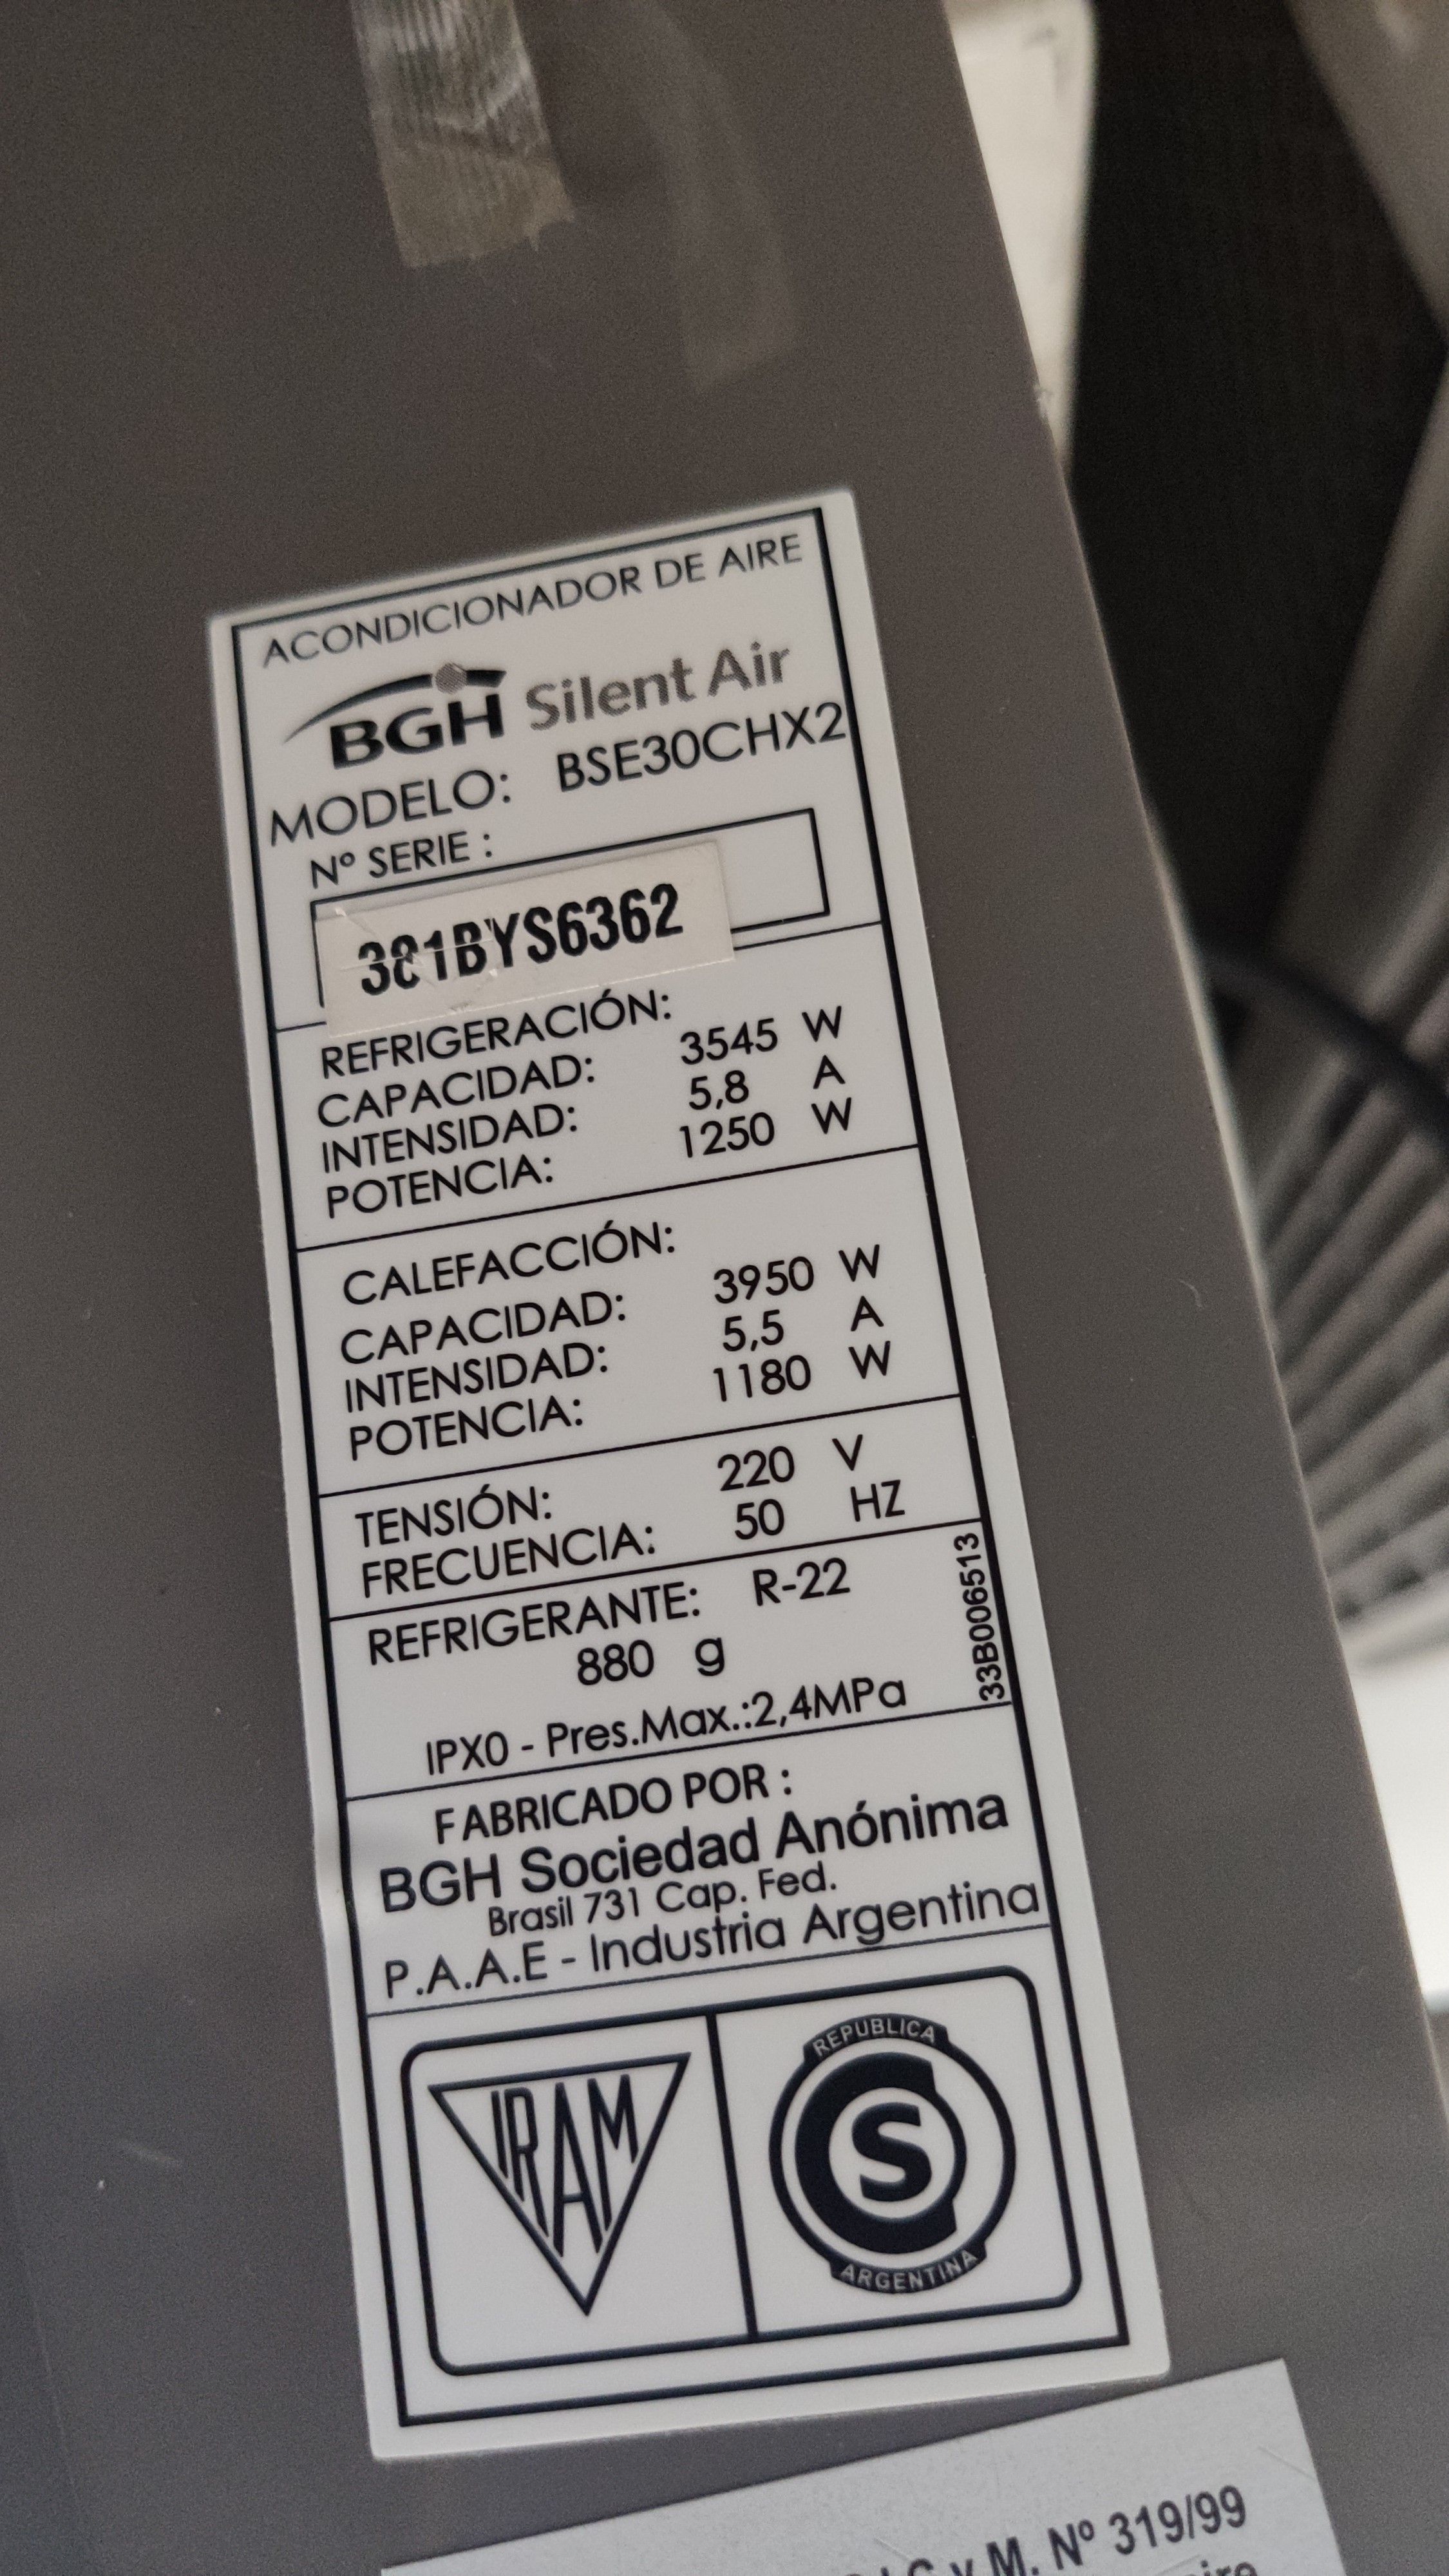 ACONDICIONADOR DE AIRE
BGH Silent Air
MODELO: BSE30CHX2
Nº SERIE :
381BYS6362
REFRIGERACIÓN:
CAPACIDAD: 3545 W
INTENSIDAD: 5,8 A
POTENCIA: 1250 W
CALEFACCIÓN:
CAPACIDAD: 3950 W
INTENSIDAD: 5,5 A
POTENCIA: 1180 W
TENSIÓN: 220 V
FRECUENCIA: 50 HZ
REFRIGERANTE: R-22
880 g
33B006513
IPX0 - Pres.Max.:2,4MPa
FABRICADO POR :
BGH Sociedad Anónima
Brasil 731 Cap. Fed.
P.A.A.E - Industria Argentina
IRAM
REPUBLICA
S
ARGENTINA
y M. Nº 319/99